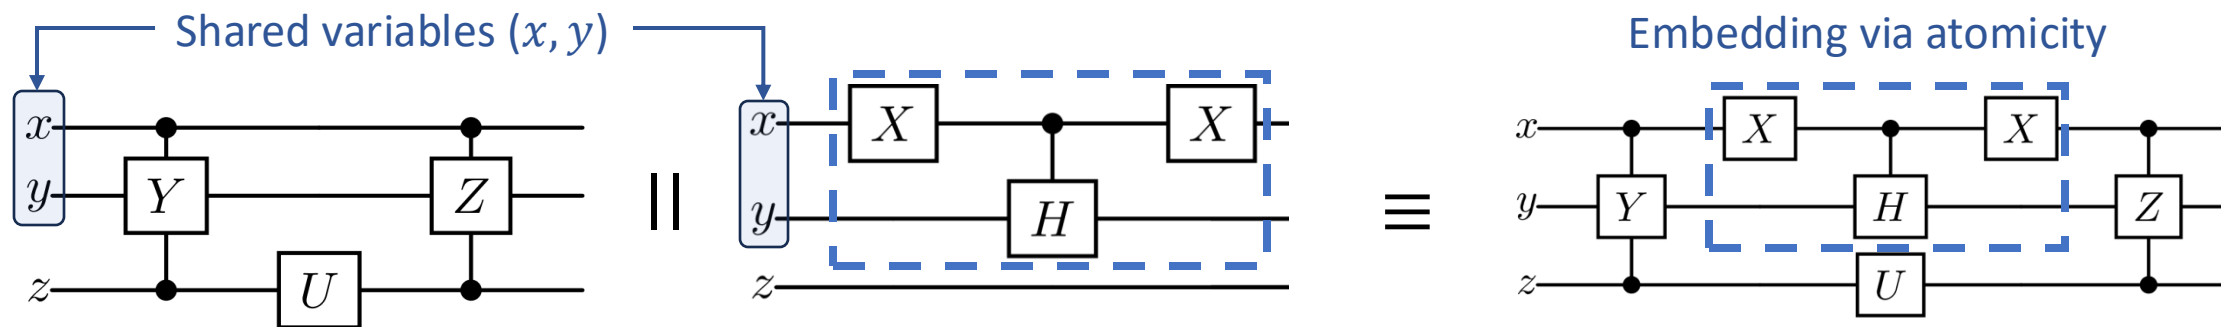 Shared variables (x, y)
Embedding via atomicity
x
y
z
Y
Z
U
||
x
y
z
X
X
H
≡
x
y
z
Y
X
H
X
U
Z